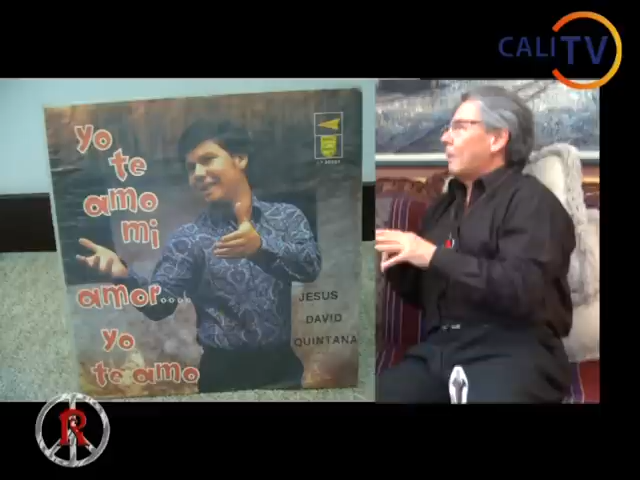 CALITV
yo
te
amo
mi
amor....
yo
te amo
JESUS
DAVID
QUINTANA
R